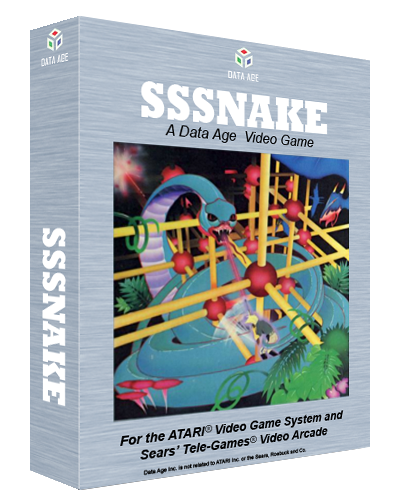 DATA AGE
SSSNAKE
DATA AGE
SSSNAKE
A Data Age Video Game
For the ATARI® Video Game System and
Sears' Tele-Games® Video Arcade
Data Age Inc. is not related to ATARI Inc. or the Sears, Roebuck and Co.